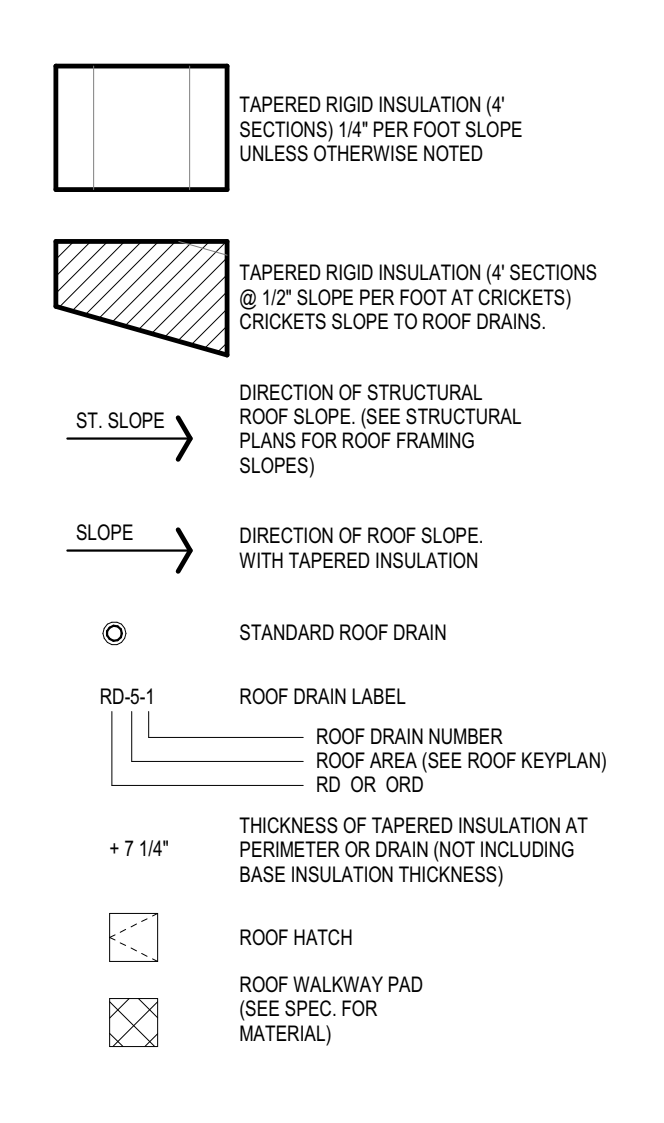 TAPERED RIGID INSULATION (4'
SECTIONS) 1/4" PER FOOT SLOPE
UNLESS OTHERWISE NOTED
TAPERED RIGID INSULATION (4' SECTIONS
@ 1/2" SLOPE PER FOOT AT CRICKETS)
CRICKETS SLOPE TO ROOF DRAINS.
ST. SLOPE
DIRECTION OF STRUCTURAL
ROOF SLOPE. (SEE STRUCTURAL
PLANS FOR ROOF FRAMING
SLOPES)
SLOPE
DIRECTION OF ROOF SLOPE.
WITH TAPERED INSULATION
STANDARD ROOF DRAIN
RD-5-1
ROOF DRAIN LABEL
ROOF DRAIN NUMBER
ROOF AREA (SEE ROOF KEYPLAN)
RD OR ORD
+ 7 1/4"
THICKNESS OF TAPERED INSULATION AT
PERIMETER OR DRAIN (NOT INCLUDING
BASE INSULATION THICKNESS)
ROOF HATCH
ROOF WALKWAY PAD
(SEE SPEC. FOR
MATERIAL)